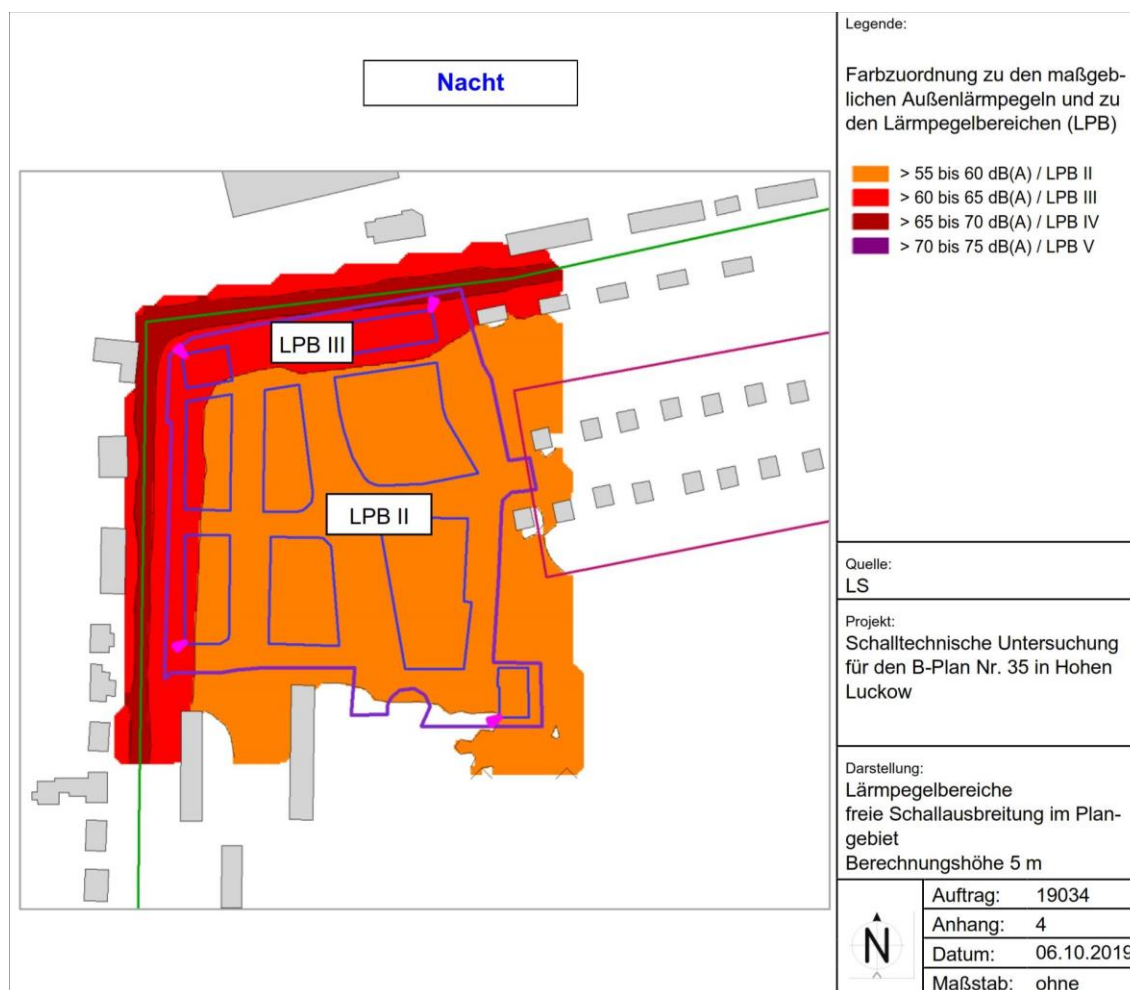 Nacht
LPB III
LPB II
Legende:
Farbzuordnung zu den maßgeb-
lichen Außenlärmpegeln und zu
den Lärmpegelbereichen (LPB)
> 55 bis 60 dB(A) / LPB II
> 60 bis 65 dB(A) / LPB III
> 65 bis 70 dB(A) / LPB IV
> 70 bis 75 dB(A) / LPB V
Quelle:
LS
Projekt:
Schalltechnische Untersuchung
für den B-Plan Nr. 35 in Hohen
Luckow
Darstellung:
Lärmpegelbereiche
freie Schallausbreitung im Plan-
gebiet
Berechnungshöhe 5 m
N
Auftrag: 19034
Anhang: 4
Datum: 06.10.2019
Maßstab: ohne